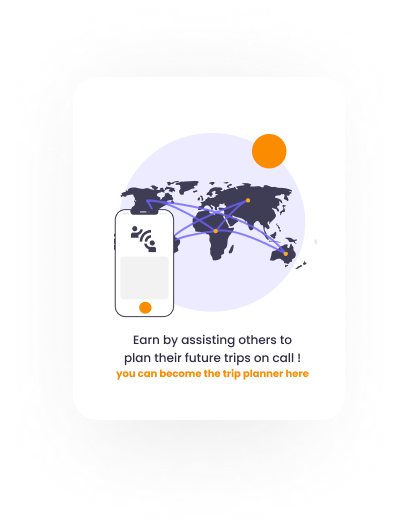 Earn by assisting others to
plan their future trips on call !
you can become the trip planner here